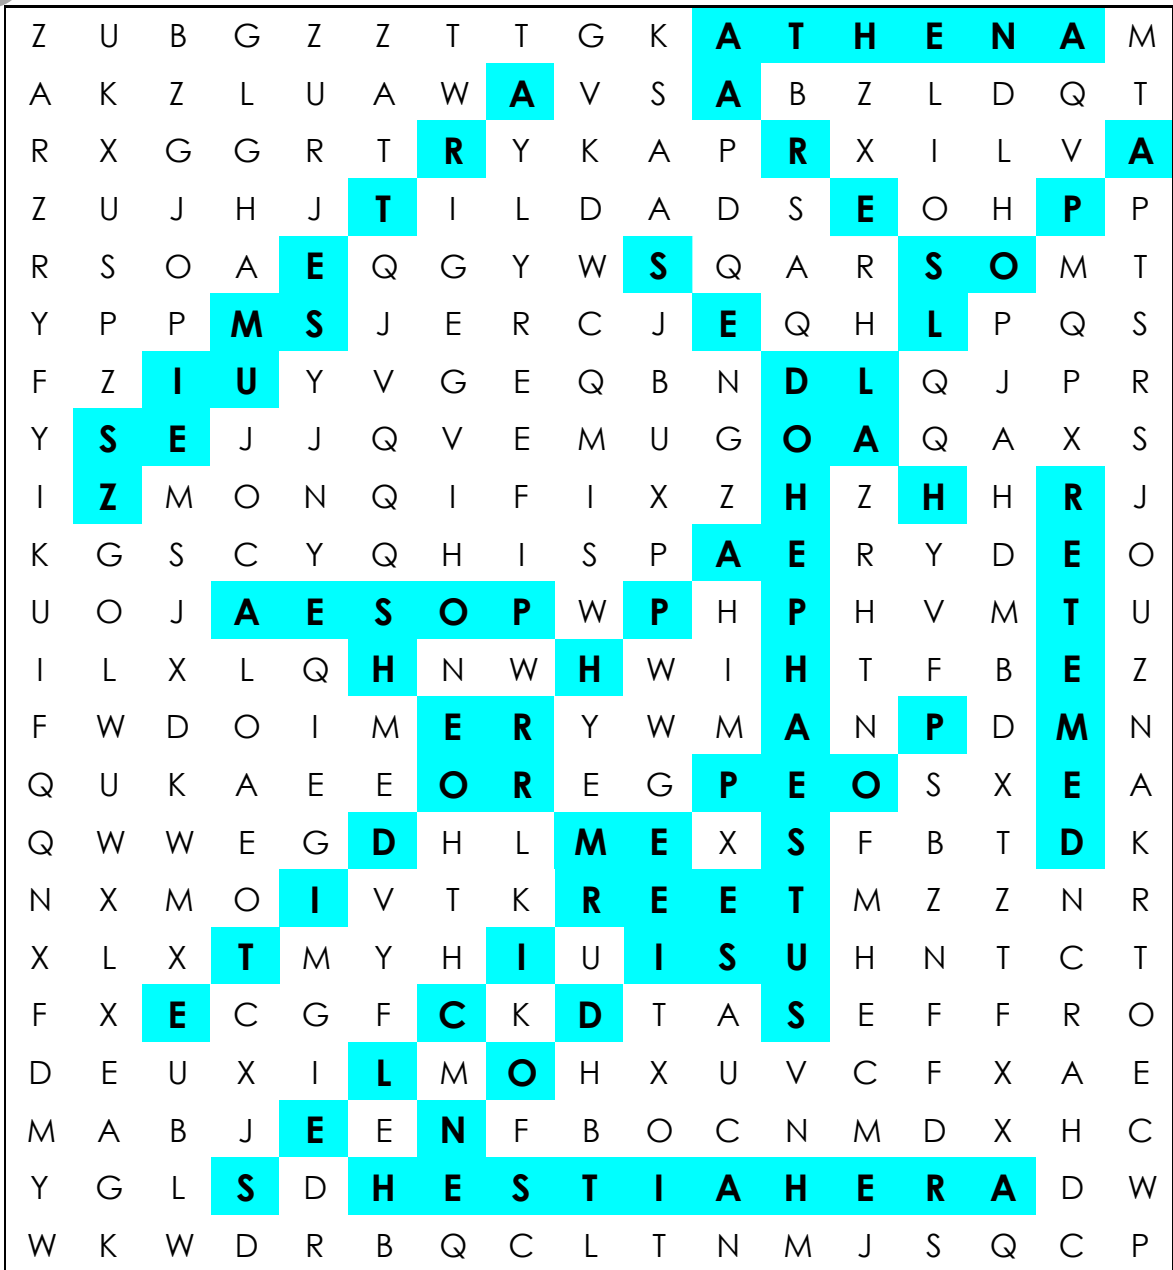 Z U B G Z Z T T G K A T H E N A M
A K Z L U A W A V S A B Z L D Q T
R X G G R T R Y K A P R X I L V A
Z U J H J T I L D A D S E O H P P
R S O A E Q G Y W S Q A R S O M T
Y P P M S J E R C J E Q H L P Q S
F Z I U Y V G E Q B N D L Q J P R
Y S E J J Q V E M U G O A Q A X S
I Z M O N Q I F I X Z H Z H H R J
K G S C Y Q H I S P A E R Y D E O
U O J A E S O P W P H P H V M T U
I L X L Q H N W H W I H T F B E Z
F W D O I M E R Y W M A N P D M N
Q U K A E E O R E G P E O S X E A
Q W W E G D H L M E X S F B T D K
N X M O I V T K R E E T M Z Z N R
X L X T M Y H I U I S U H N T C T
F X E C G F C K D T A S E F F R O
D E U X I L M O H X U V C F X A E
M A B J E E N F B O C N M D X H C
Y G L S D H E S T I A H E R A D W
W K W D R B Q C L T N M J S Q C P